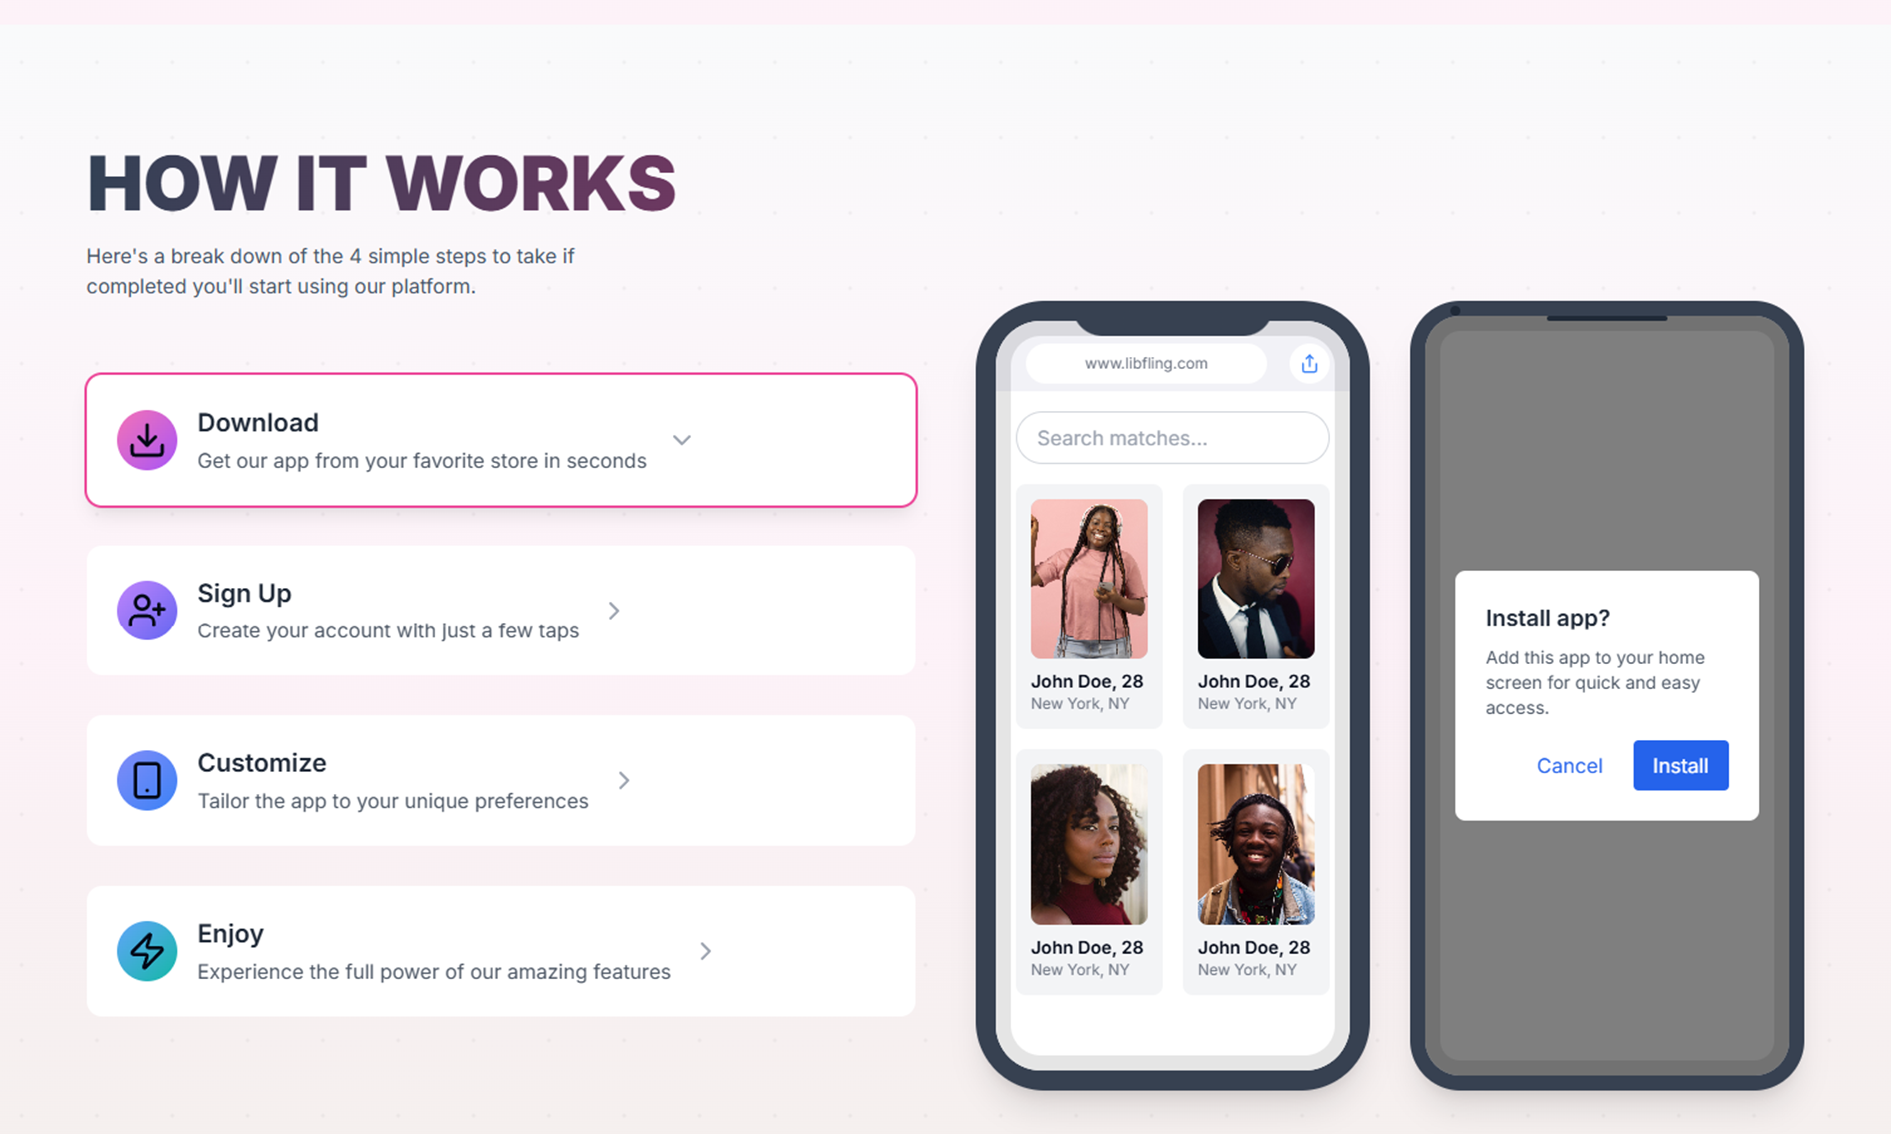 HOW IT WORKS
Here's a break down of the 4 simple steps to take if
completed you'll start using our platform.
Download
Get our app from your favorite store in seconds
Sign Up
Create your account with just a few taps
Customize
Tailor the app to your unique preferences
Enjoy
Experience the full power of our amazing features
www.libfling.com
Search matches...
John Doe, 28
New York, NY
John Doe, 28
New York, NY
John Doe, 28
New York, NY
John Doe, 28
New York, NY
Install app?
Add this app to your home
screen for quick and easy
access.
Cancel
Install